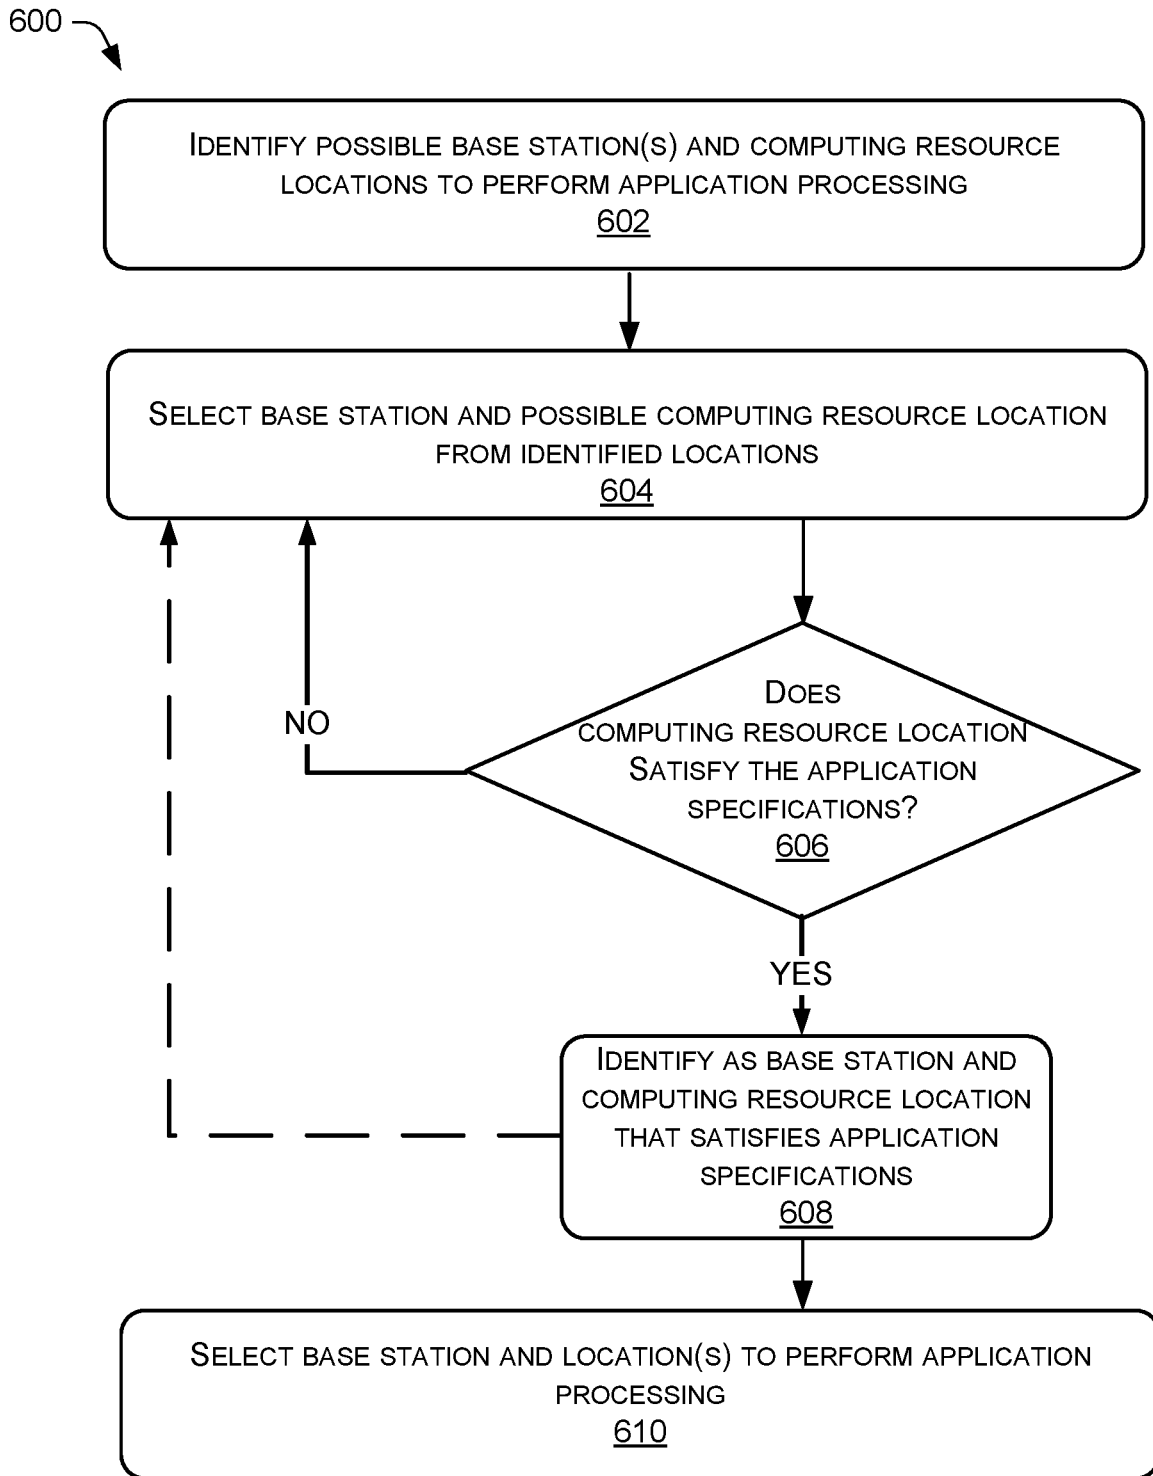 600
IDENTIFY POSSIBLE BASE STATION(S) AND COMPUTING RESOURCE
LOCATIONS TO PERFORM APPLICATION PROCESSING
602
SELECT BASE STATION AND POSSIBLE COMPUTING RESOURCE LOCATION
FROM IDENTIFIED LOCATIONS
604
DOES
COMPUTING RESOURCE LOCATION
SATISFY THE APPLICATION
SPECIFICATIONS?
606
NO
YES
IDENTIFY AS BASE STATION AND
COMPUTING RESOURCE LOCATION
THAT SATISFIES APPLICATION
SPECIFICATIONS
608
SELECT BASE STATION AND LOCATION(S) TO PERFORM APPLICATION
PROCESSING
610